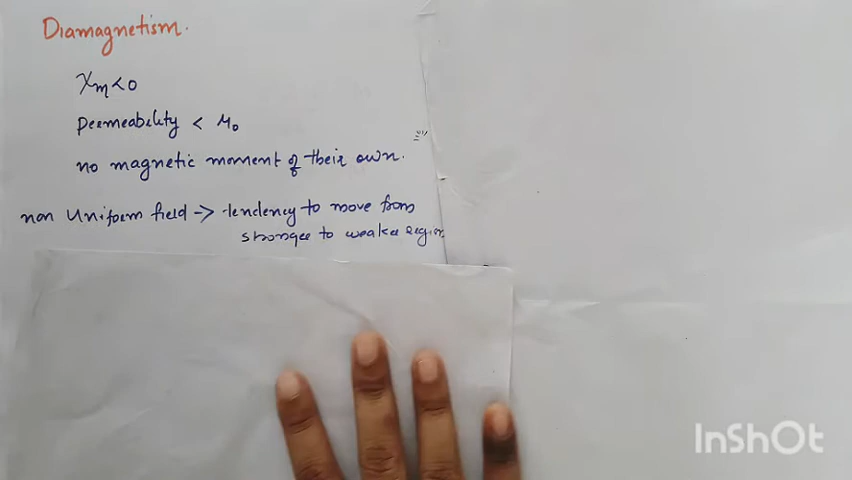 Diamagnetism.
χm<0
permeability < μ0
no magnetic moment of their own.
non Uniform field -> tendency to move from
stronger to weaker region
InShOt